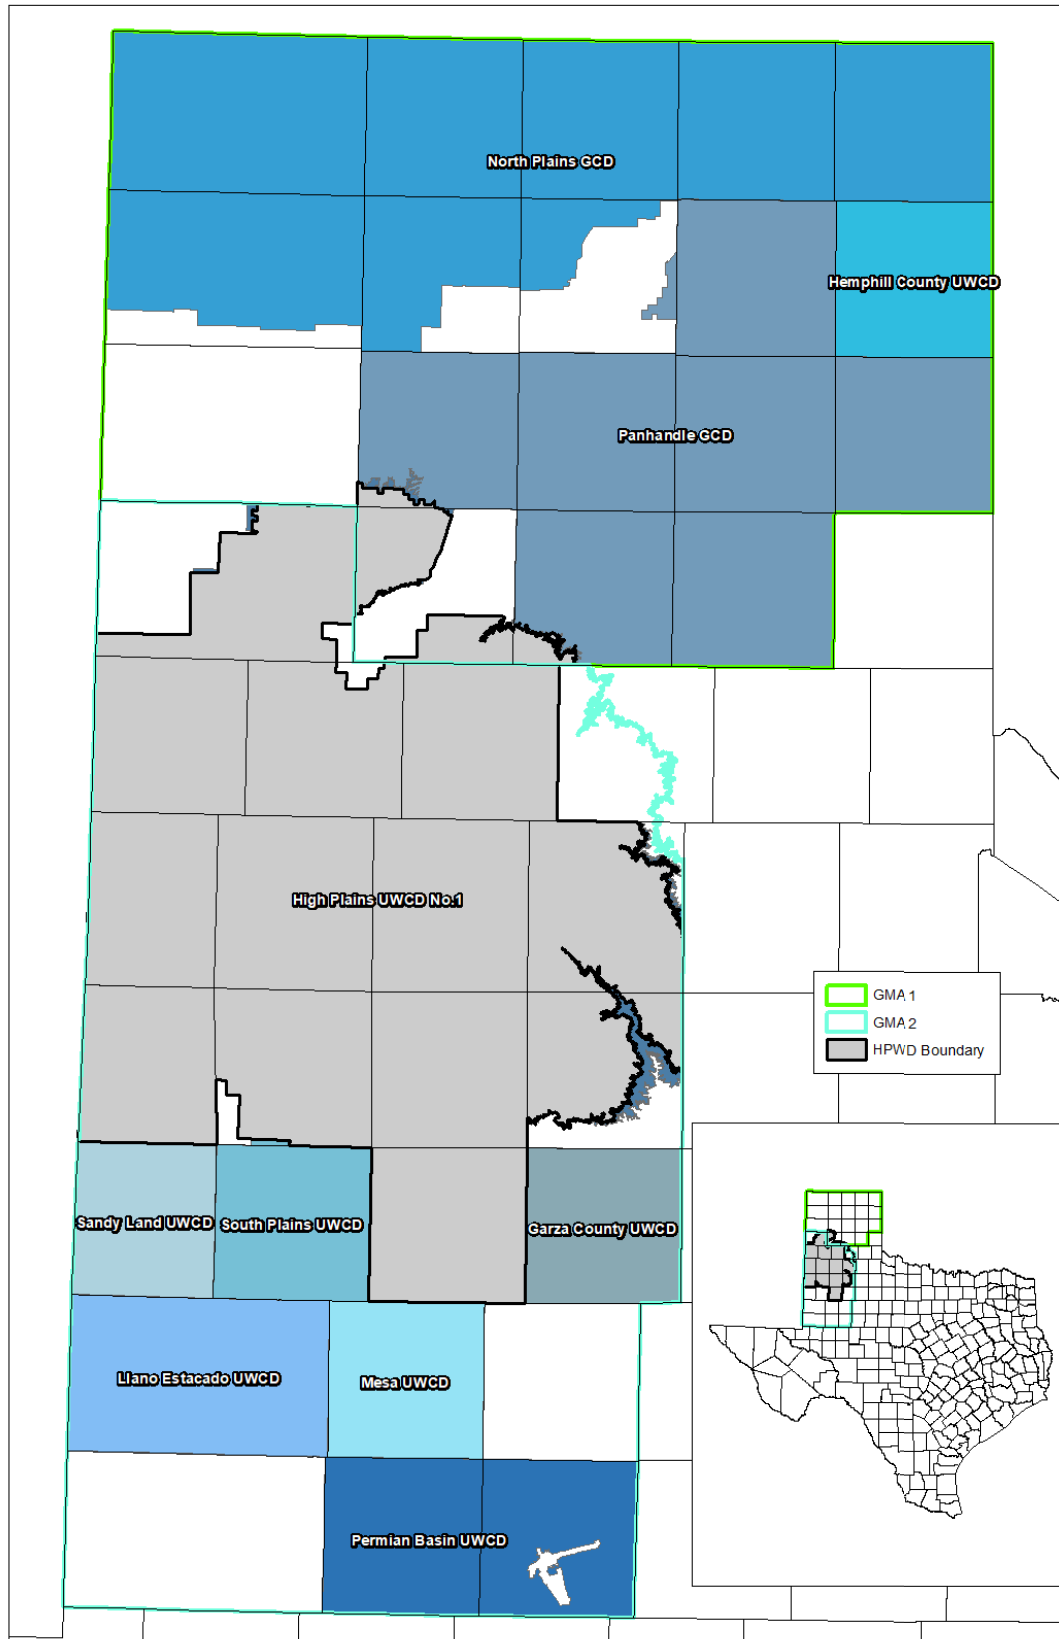 North Plains GCD
Hemphill County UWCD
Panhandle GCD
High Plains UWCD No.1
GMA 1
GMA 2
HPWD Boundary
Sandy Land UWCD
South Plains UWCD
Garza County UWCD
Llano Estacado UWCD
Mesa UWCD
Permian Basin UWCD